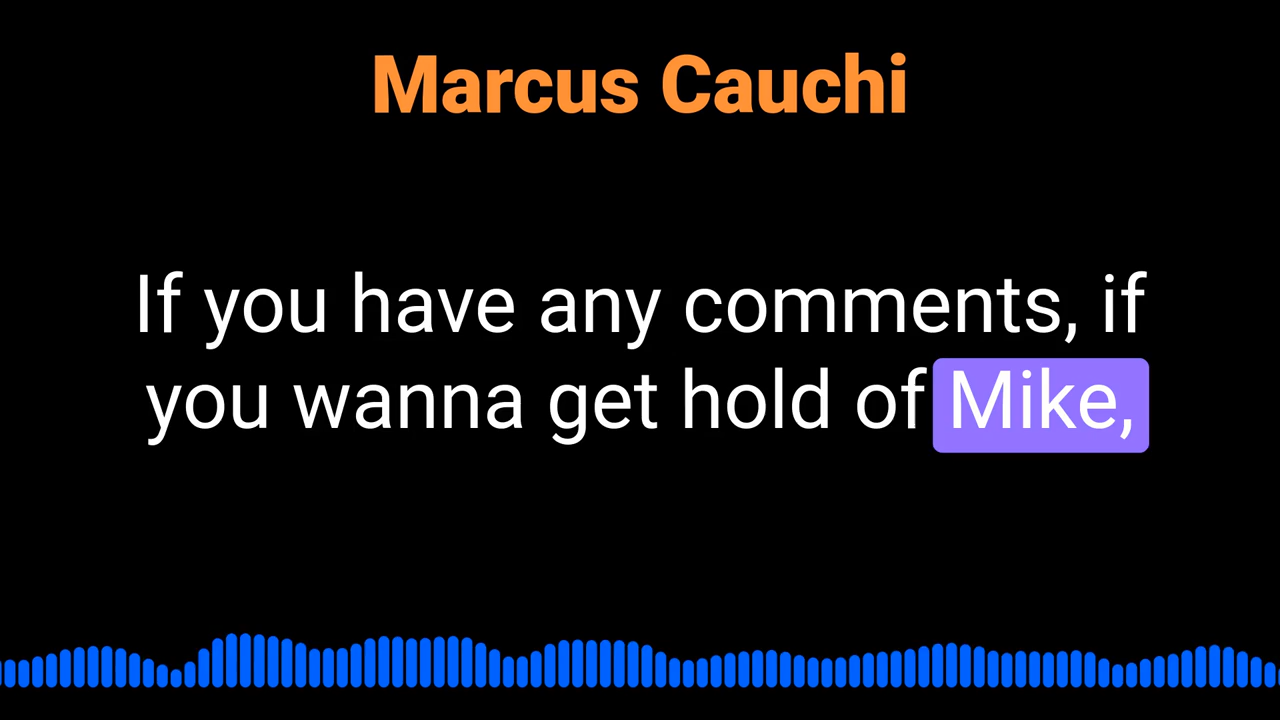 Marcus Cauchi
If you have any comments, if
you wanna get hold of Mike,